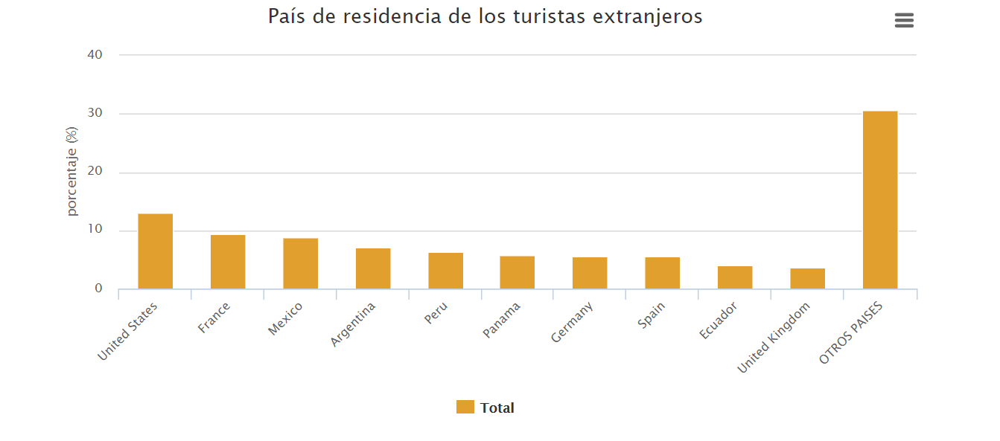 País de residencia de los turistas extranjeros
40
30
20
10
0
porcentaje (%)
United States
France
Mexico
Argentina
Peru
Panama
Germany
Spain
Ecuador
United Kingdom
OTROS PAISES
Total